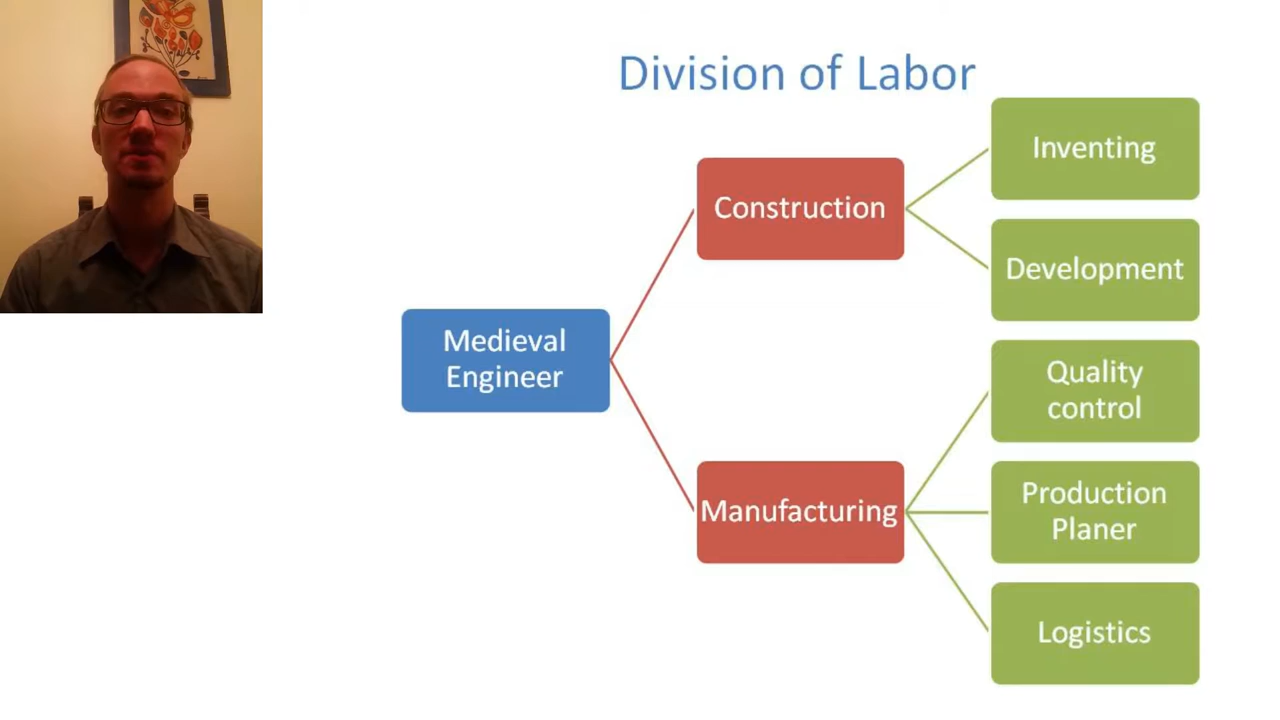 Division of Labor
Inventing
Construction
Development
Medieval
Engineer
Quality
control
Manufacturing
Production
Planer
Logistics